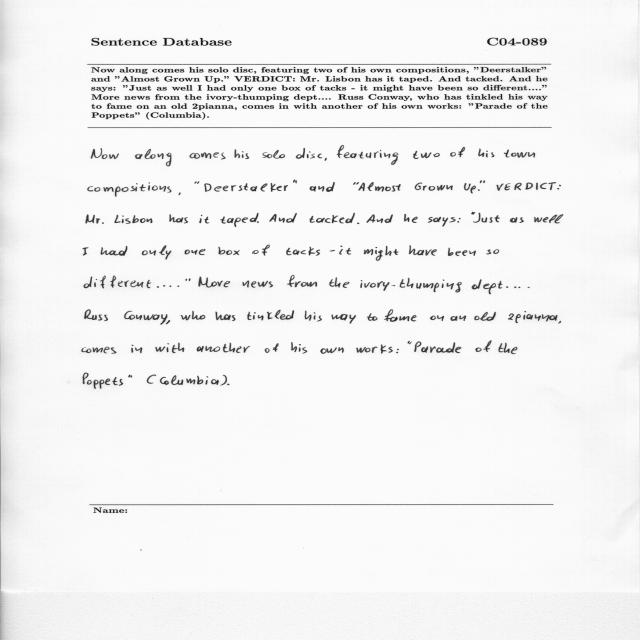 Sentence Database C04-089
Now along comes his solo disc, featuring two of his own compositions, "Deerstalker"
and "Almost Grown Up." VERDICT: Mr. Lisbon has it taped. And tacked. And he
says: "Just as well I had only one box of tacks - it might have been so different...."
More news from the ivory-thumping dept.... Russ Conway, who has tinkled his way
to fame on an old 2pianna, comes in with another of his own works: "Parade of the
Poppets" (Columbia).
Now along comes his solo disc, featuring two of his town
compositions, "Deerstalker" and "Almost Grown Up." VERDICT:
Mr. Lisbon has it taped. And tacked. And he says: "Just as well
I had only one box of tacks - it might have been so
different...." More news from the ivory-thumping dept....
Russ Conway, who has tinkled his way to fame on an old 2pianna,
comes in with another of his own works: "Parade of the
Poppets" (Columbia).
Name: